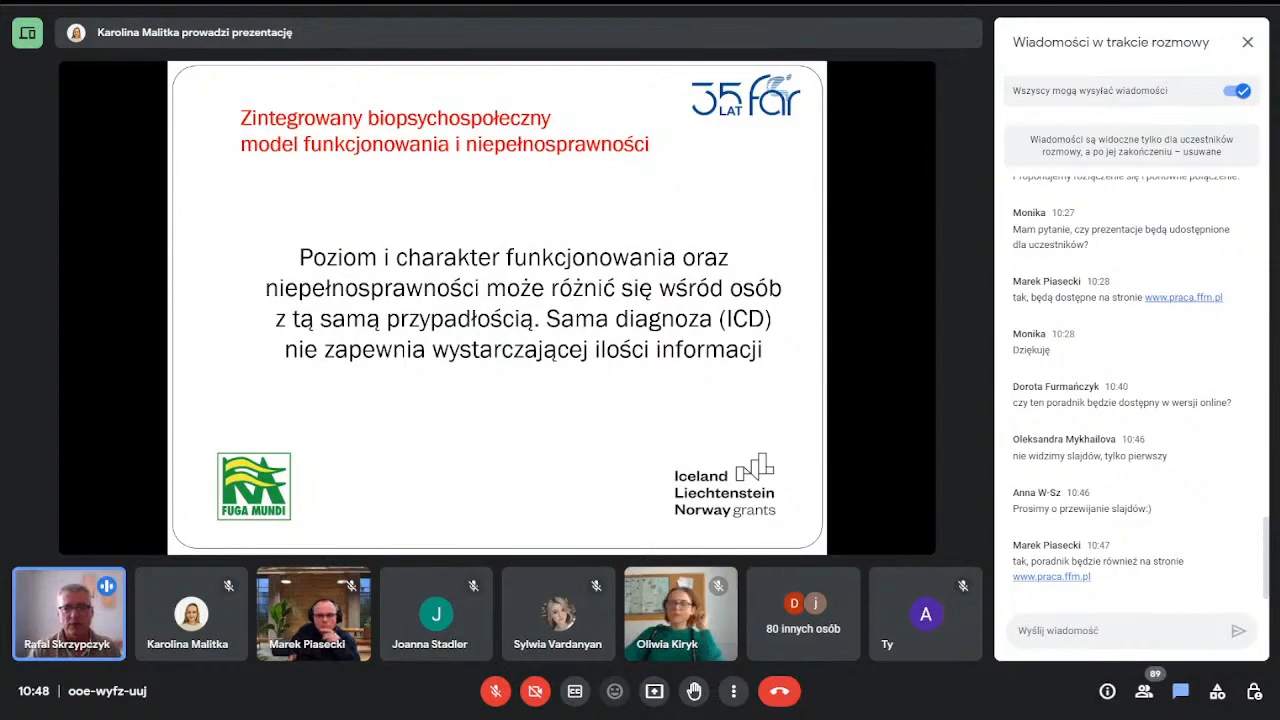 Karolina Malitka prowadzi prezentację
35 LAT far
Zintegrowany biopsychospołeczny
model funkcjonowania i niepełnosprawności
Poziom i charakter funkcjonowania oraz
niepełnosprawności może różnić się wśród osób
z tą samą przypadłością. Sama diagnoza (ICD)
nie zapewnia wystarczającej ilości informacji
FUGA MUNDI
Iceland
Liechtenstein
Norway grants
Rafał Skrzypczyk
Karolina Malitka
Marek Piasecki
J
Joanna Stadler
Sylwia Vardanyan
Oliwia Kiryk
D j
80 innych osób
A
Ty
10:48 | ooe-wyfz-uuj
89
Wiadomości w trakcie rozmowy
Wszyscy mogą wysyłać wiadomości
Wiadomości są widoczne tylko dla uczestników
rozmowy, a po jej zakończeniu – usuwane
Proponujemy rozłączenie się i ponowne połączenie.
Monika 10:27
Mam pytanie, czy prezentacje będą udostępnione
dla uczestników?
Marek Piasecki 10:28
tak, będą dostępne na stronie www.praca.ffm.pl
Monika 10:28
Dziękuję
Dorota Furmańczyk 10:40
czy ten poradnik będzie dostępny w wersji online?
Oleksandra Mykhailova 10:46
nie widzimy slajdów, tylko pierwszy
Anna W-Sz 10:46
Prosimy o przewijanie slajdów:)
Marek Piasecki 10:47
tak, poradnik będzie również na stronie
www.praca.ffm.pl
Wyślij wiadomość